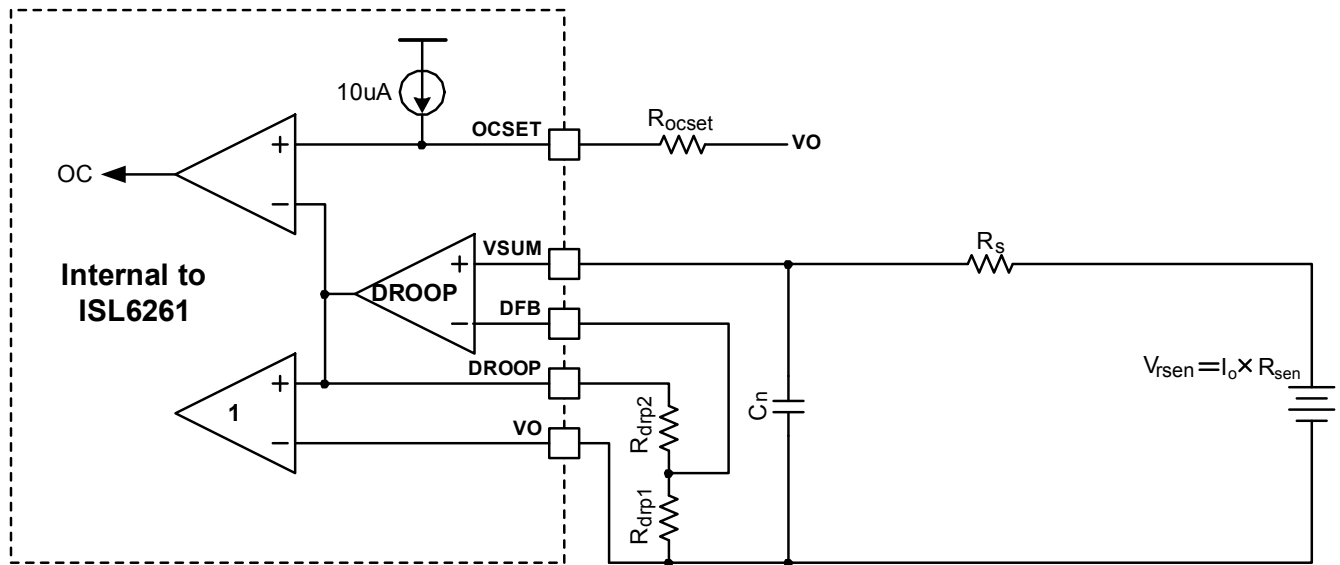 10uA
OCSET
Rocset
VO
+
OC
−
Internal to
ISL6261
VSUM
Rs
+
DROOP
DFB
−
DROOP
Vrsen=Io×Rsen
+
1
VO
−
Rdrp2
Cn
Rdrp1